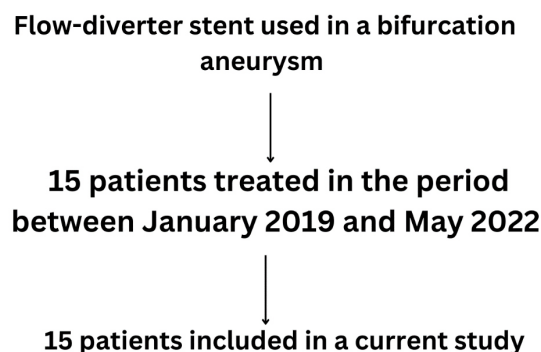 Flow-diverter stent used in a bifurcation
aneurysm
15 patients treated in the period
between January 2019 and May 2022
15 patients included in a current study